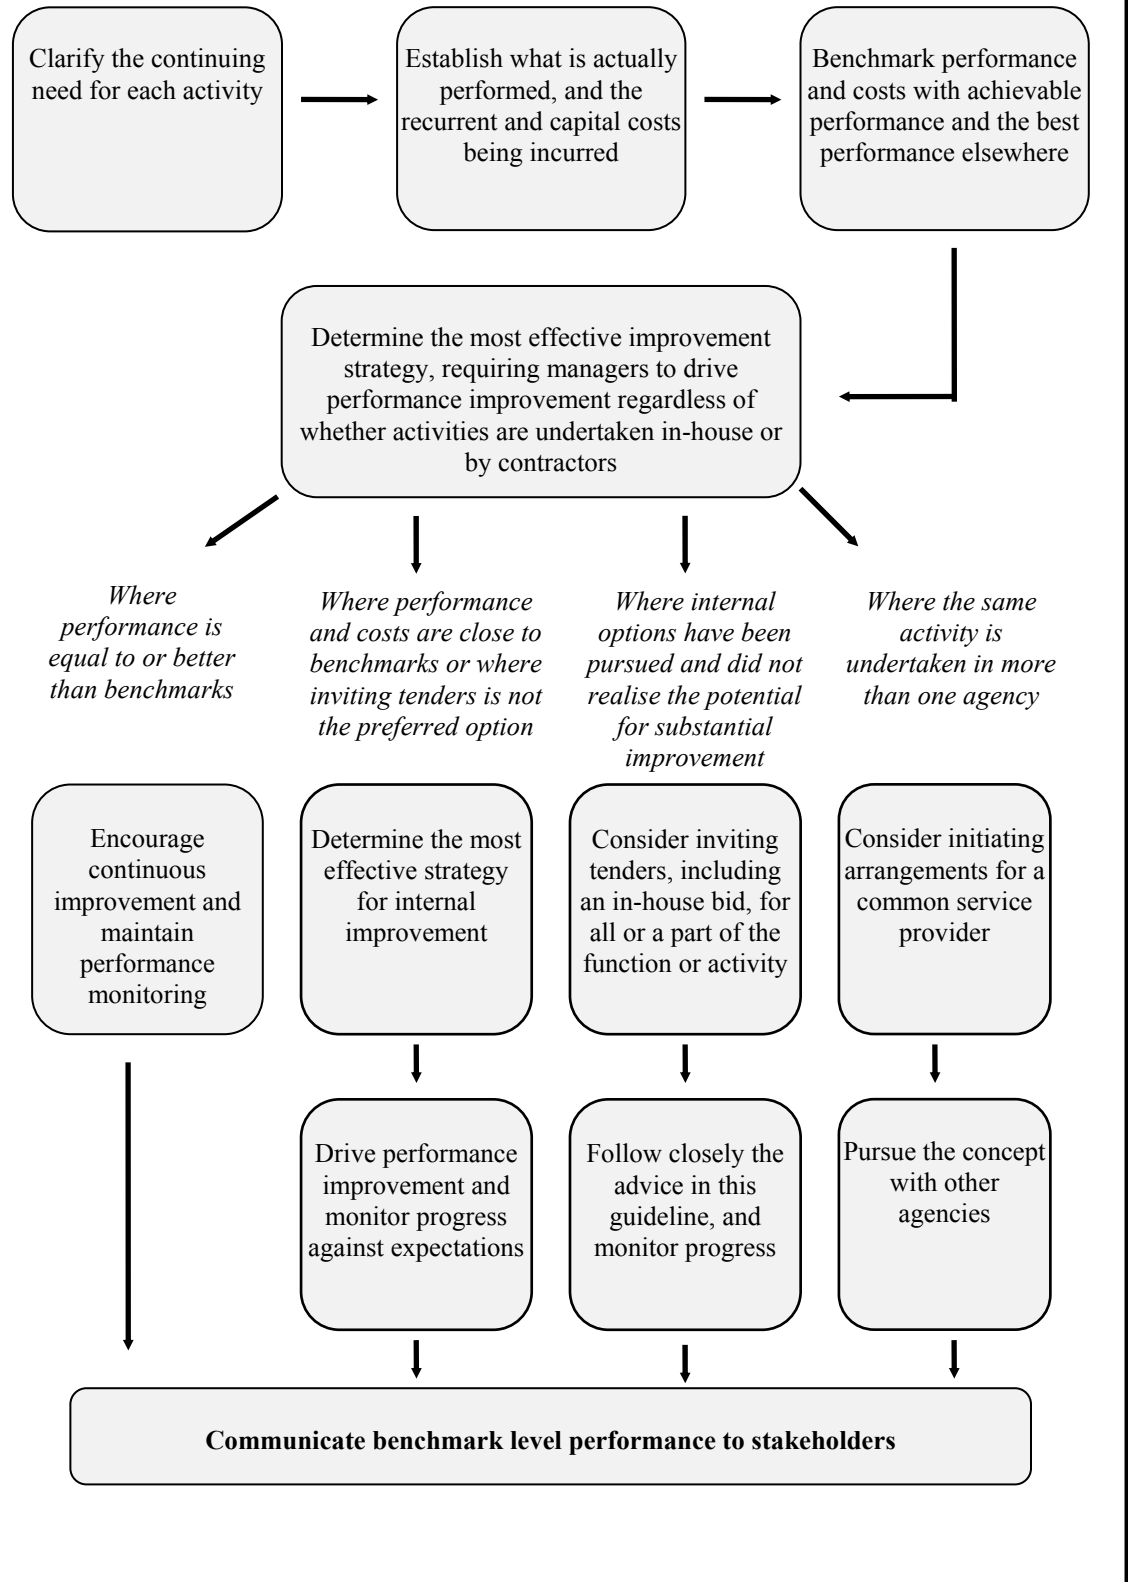 Clarify the continuing
need for each activity
Establish what is actually
performed, and the
recurrent and capital costs
being incurred
Benchmark performance
and costs with achievable
performance and the best
performance elsewhere
Determine the most effective improvement
strategy, requiring managers to drive
performance improvement regardless of
whether activities are undertaken in-house or
by contractors
Where
performance is
equal to or better
than benchmarks
Where performance
and costs are close to
benchmarks or where
inviting tenders is not
the preferred option
Where internal
options have been
pursued and did not
realise the potential
for substantial
improvement
Where the same
activity is
undertaken in more
than one agency
Encourage
continuous
improvement and
maintain
performance
monitoring
Determine the most
effective strategy
for internal
improvement
Consider inviting
tenders, including
an in-house bid, for
all or a part of the
function or activity
Consider initiating
arrangements for a
common service
provider
Drive performance
improvement and
monitor progress
against expectations
Follow closely the
advice in this
guideline, and
monitor progress
Pursue the concept
with other
agencies
Communicate benchmark level performance to stakeholders